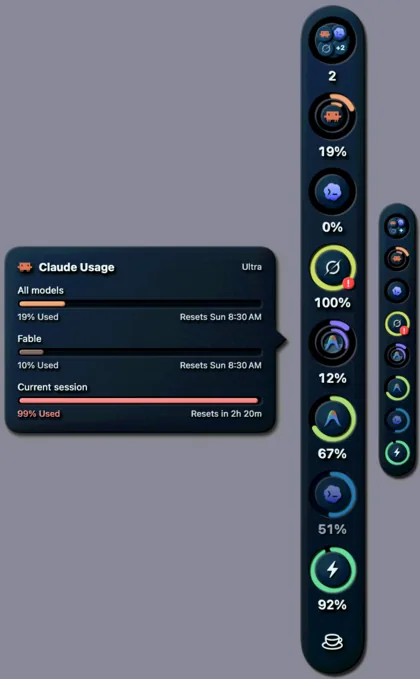 +2
2
19%
0%
!
100%
12%
67%
51%
92%
Claude Usage Ultra
All models
19% Used Resets Sun 8:30 AM
Fable
10% Used Resets Sun 8:30 AM
Current session
99% Used Resets in 2h 20m
!